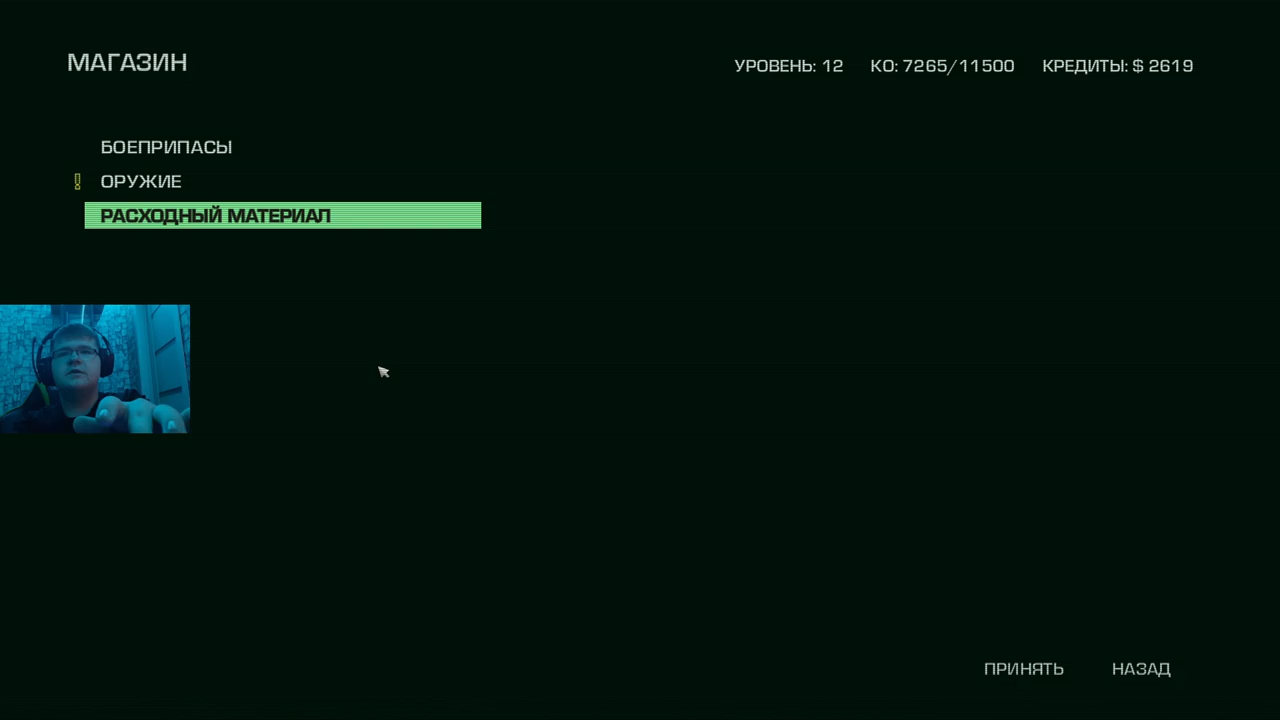 МАГАЗИН
УРОВЕНЬ: 12 КО: 7265/11500 КРЕДИТЫ: $ 2619
БОЕПРИПАСЫ
! ОРУЖИЕ
РАСХОДНЫЙ МАТЕРИАЛ
ПРИНЯТЬ НАЗАД